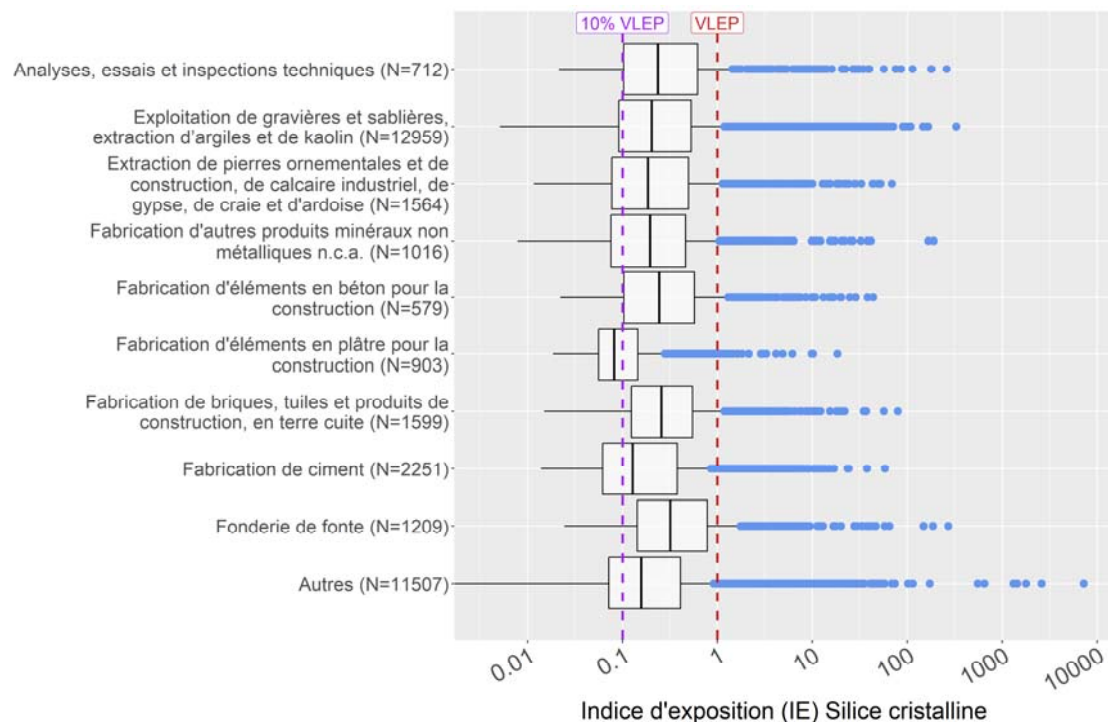 10% VLEP
VLEP
Analyses, essais et inspections techniques (N=712)
Exploitation de gravières et sablières,
extraction d'argiles et de kaolin (N=12959)
Extraction de pierres ornementales et de
construction, de calcaire industriel, de
gypse, de craie et d'ardoise (N=1564)
Fabrication d'autres produits minéraux non
métalliques n.c.a. (N=1016)
Fabrication d'éléments en béton pour la
construction (N=579)
Fabrication d'éléments en plâtre pour la
construction (N=903)
Fabrication de briques, tuiles et produits de
construction, en terre cuite (N=1599)
Fabrication de ciment (N=2251)
Fonderie de fonte (N=1209)
Autres (N=11507)
0.01
0.1
1
10
100
1000
10000
Indice d'exposition (IE) Silice cristalline